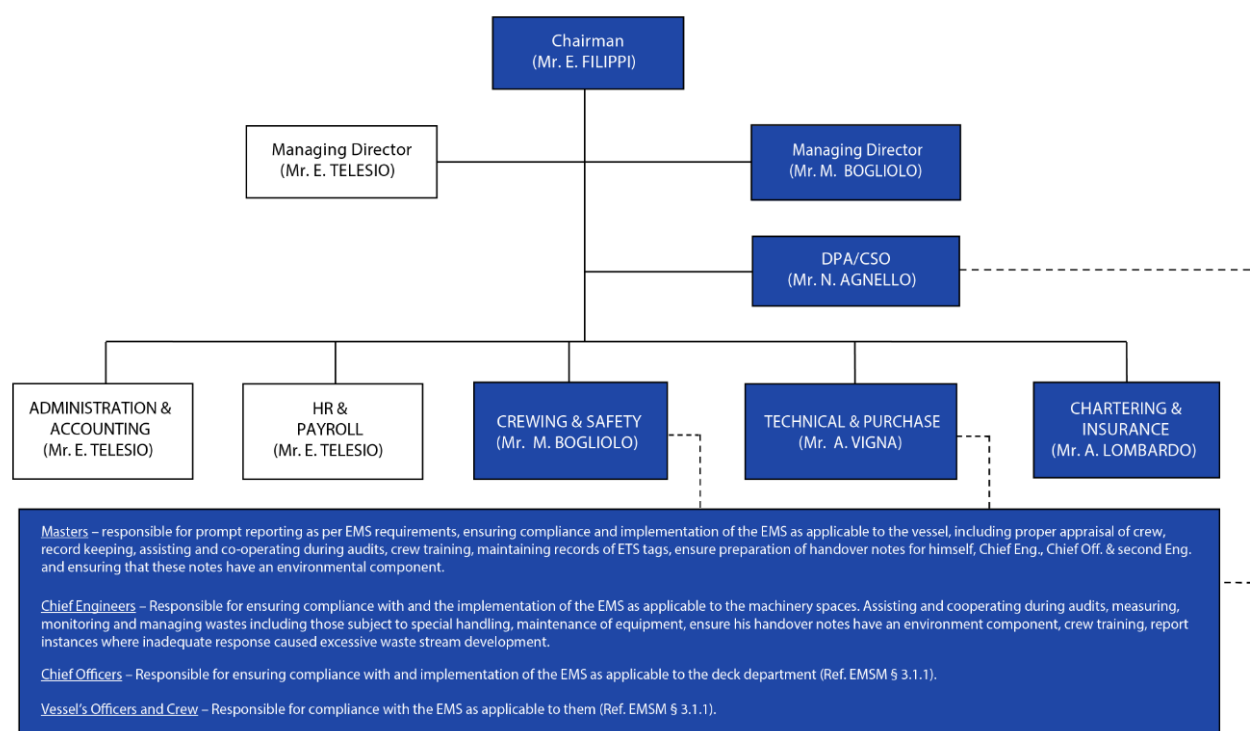 Chairman
(Mr. E. FILIPPI)
Managing Director
(Mr. E. TELESIO)
Managing Director
(Mr. M. BOGLIOLO)
DPA/CSO
(Mr. N. AGNELLO)
ADMINISTRATION &
ACCOUNTING
(Mr. E. TELESIO)
HR &
PAYROLL
(Mr. E. TELESIO)
CREWING & SAFETY
(Mr. M. BOGLIOLO)
TECHNICAL & PURCHASE
(Mr. A. VIGNA)
CHARTERING &
INSURANCE
(Mr. A. LOMBARDO)
Masters – responsible for prompt reporting as per EMS requirements, ensuring compliance and implementation of the EMS as applicable to the vessel, including proper appraisal of crew,
record keeping, assisting and co-operating during audits, crew training, maintaining records of ETS tags, ensure preparation of handover notes for himself, Chief Eng., Chief Off. & second Eng.
and ensuring that these notes have an environmental component.
Chief Engineers – Responsible for ensuring compliance with and the implementation of the EMS as applicable to the machinery spaces. Assisting and cooperating during audits, measuring,
monitoring and managing wastes including those subject to special handling, maintenance of equipment, ensure his handover notes have an environment component, crew training, report
instances where inadequate response caused excessive waste stream development.
Chief Officers – Responsible for ensuring compliance with and implementation of the EMS as applicable to the deck department (Ref. EMSM § 3.1.1).
Vessel's Officers and Crew – Responsible for compliance with the EMS as applicable to them (Ref. EMSM § 3.1.1).